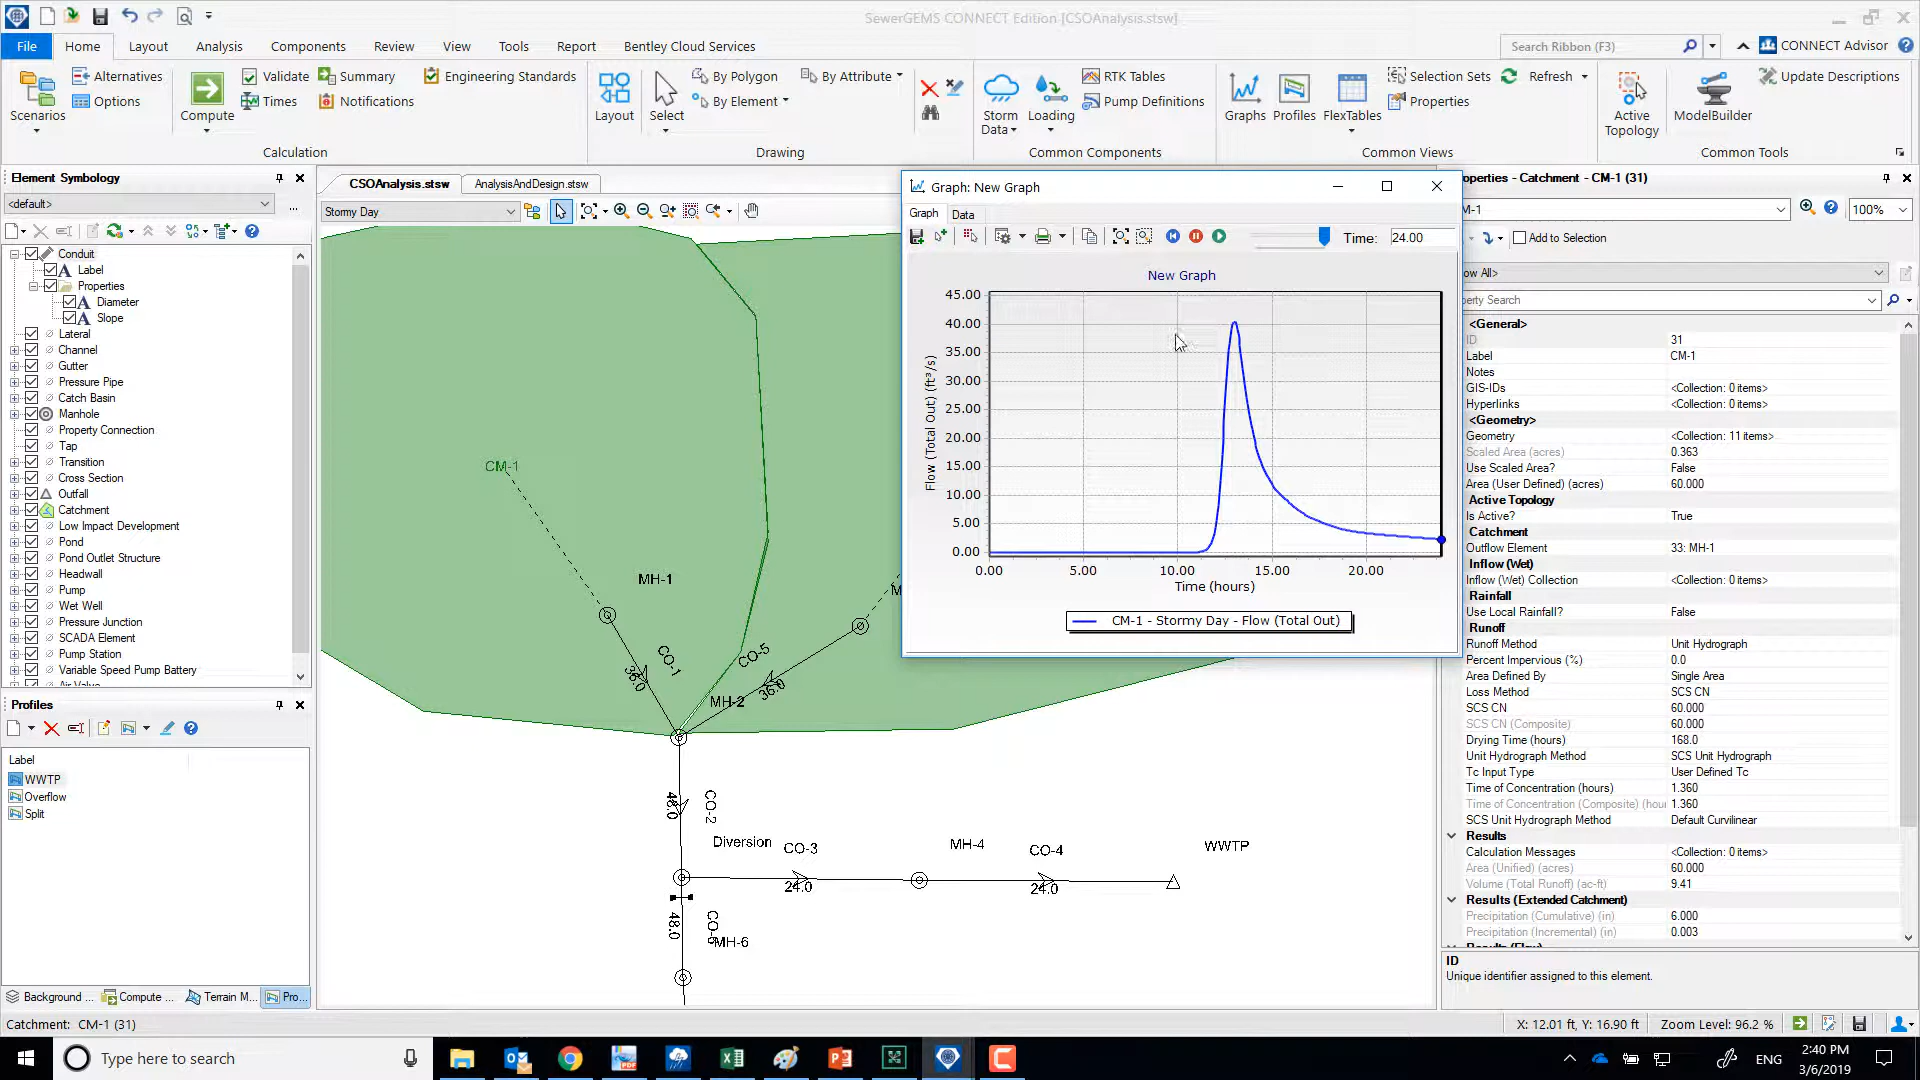 SewerGEMS CONNECT Edition [CSOAnalysis.stsw]
File Home Layout Analysis Components Review View Tools Report Bentley Cloud Services
Search Ribbon (F3)
CONNECT Advisor
Scenarios
Alternatives
Options
Compute
Validate
Times
Summary
Notifications
Engineering Standards
Calculation
Layout
Select
By Polygon
By Element
By Attribute
Drawing
Storm Data
Loading
RTK Tables
Pump Definitions
Common Components
Graphs
Profiles
FlexTables
Selection Sets
Properties
Refresh
Common Views
Active Topology
ModelBuilder
Update Descriptions
Common Tools
Element Symbology
<default>
...
Conduit
Label
Properties
Diameter
Slope
Lateral
Channel
Gutter
Pressure Pipe
Catch Basin
Manhole
Property Connection
Tap
Transition
Cross Section
Outfall
Catchment
Low Impact Development
Pond
Pond Outlet Structure
Headwall
Pump
Wet Well
Pressure Junction
SCADA Element
Pump Station
Variable Speed Pump Battery
Air Valve
Profiles
Label
WWTP
Overflow
Split
Background ...
Compute ...
Terrain M...
Pro...
CSOAnalysis.stsw
AnalysisAndDesign.stsw
Stormy Day
CM-1
MH-1
CO-1
36.0
CO-5
36.0
MH-2
CO-2
48.0
Diversion
CO-3
24.0
MH-4
CO-4
24.0
WWTP
48.0
MH-6
Graph: New Graph
Graph Data
Time: 24.00
New Graph
Flow (Total Out) (ft³/s)
45.00
40.00
35.00
30.00
25.00
20.00
15.00
10.00
5.00
0.00
0.00 5.00 10.00 15.00 20.00
Time (hours)
CM-1 - Stormy Day - Flow (Total Out)
operties - Catchment - CM-1 (31)
M-1
100%
Add to Selection
ow All>
perty Search
<General>
ID 31
Label CM-1
Notes
GIS-IDs <Collection: 0 items>
Hyperlinks <Collection: 0 items>
<Geometry>
Geometry <Collection: 11 items>
Scaled Area (acres) 0.363
Use Scaled Area? False
Area (User Defined) (acres) 60.000
Active Topology
Is Active? True
Catchment
Outflow Element 33: MH-1
Inflow (Wet)
Inflow (Wet) Collection <Collection: 0 items>
Rainfall
Use Local Rainfall? False
Runoff
Runoff Method Unit Hydrograph
Percent Impervious (%) 0.0
Area Defined By Single Area
Loss Method SCS CN
SCS CN 60.000
SCS CN (Composite) 60.000
Drying Time (hours) 168.0
Unit Hydrograph Method SCS Unit Hydrograph
Tc Input Type User Defined Tc
Time of Concentration (hours) 1.360
Time of Concentration (Composite) (hou 1.360
SCS Unit Hydrograph Method Default Curvilinear
Results
Calculation Messages <Collection: 0 items>
Area (Unified) (acres) 60.000
Volume (Total Runoff) (ac-ft) 9.41
Results (Extended Catchment)
Precipitation (Cumulative) (in) 6.000
Precipitation (Incremental) (in) 0.003
Results (Flow)
ID
Unique identifier assigned to this element.
Catchment: CM-1 (31)
X: 12.01 ft, Y: 16.90 ft
Zoom Level: 96.2 %
Type here to search
ENG
2:40 PM
3/6/2019